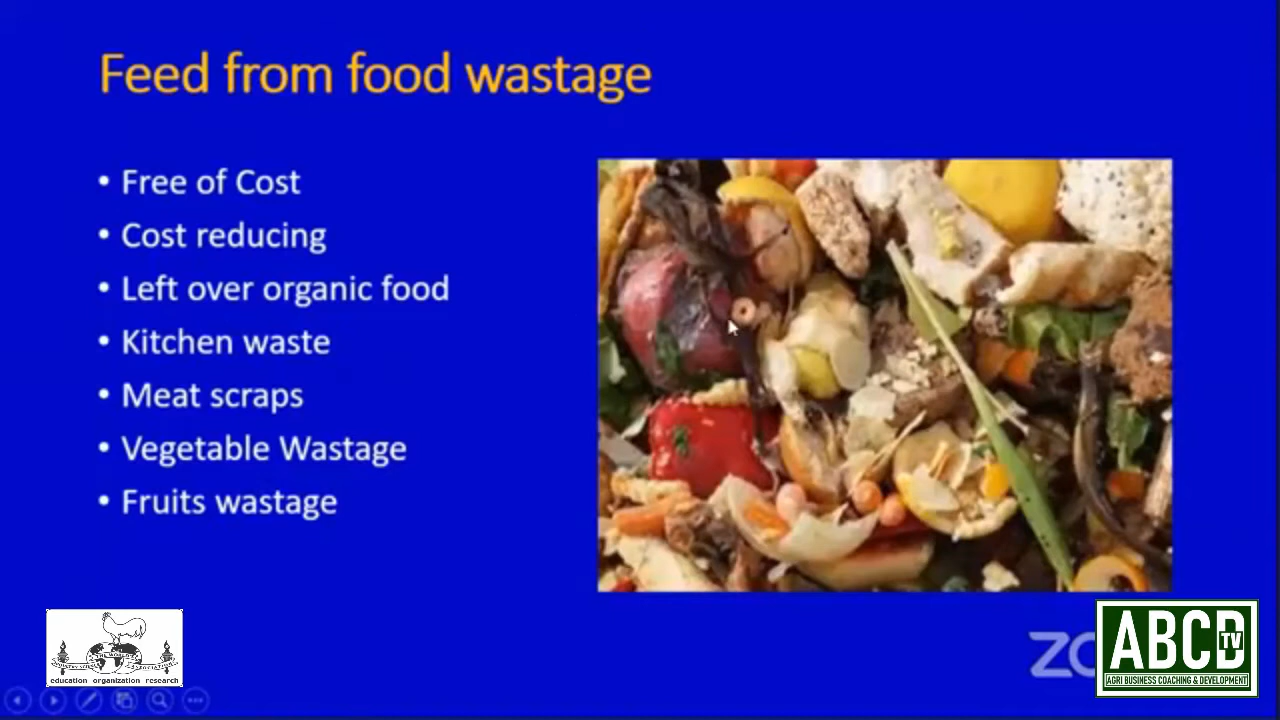 Feed from food wastage
• Free of Cost
• Cost reducing
• Left over organic food
• Kitchen waste
• Meat scraps
• Vegetable Wastage
• Fruits wastage
education organization research
ABCD
TV
AGRI BUSINESS COACHING & DEVELOPMENT